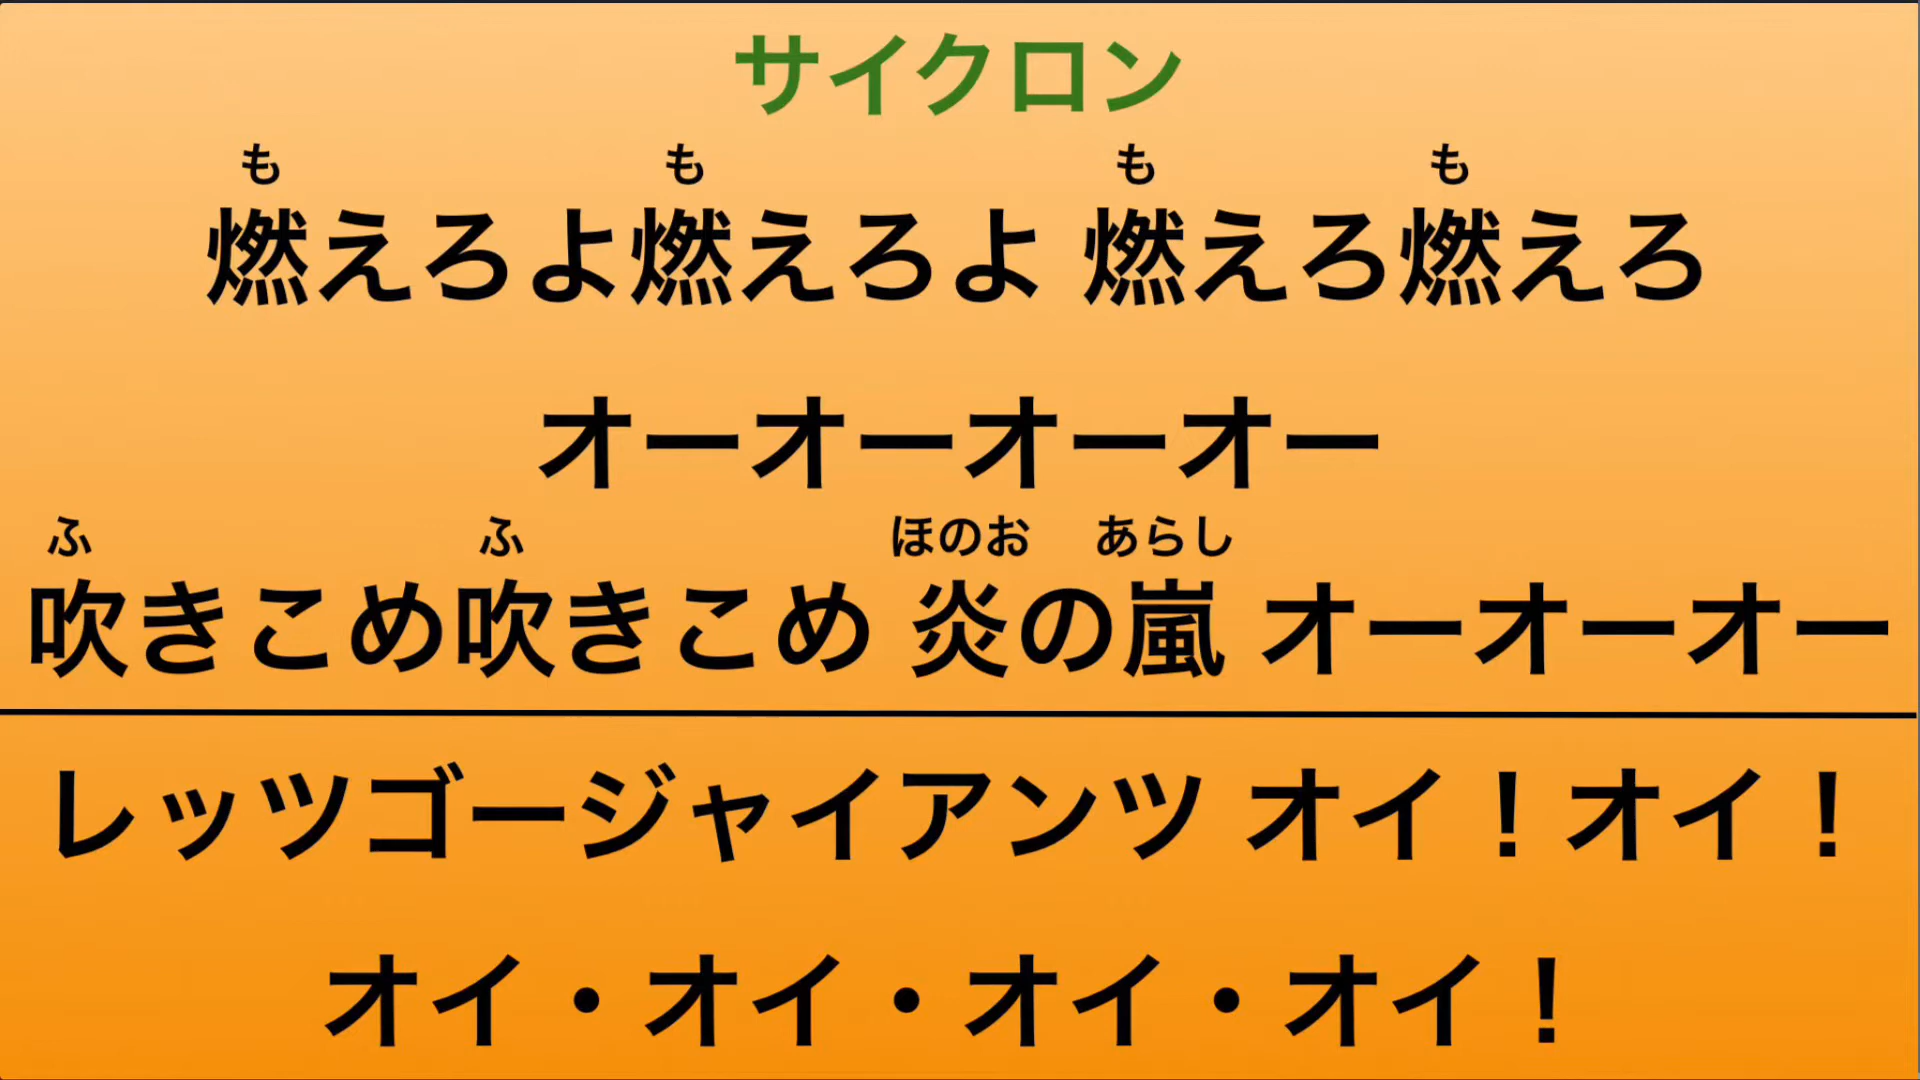 サイクロン
も も も も
燃えろよ燃えろよ 燃えろ燃えろ
オーオーオーオー
ふ ふ ほのお あらし
吹きこめ吹きこめ 炎の嵐 オーオーオー
レッツゴージャイアンツ オイ！オイ！
オイ・オイ・オイ・オイ！